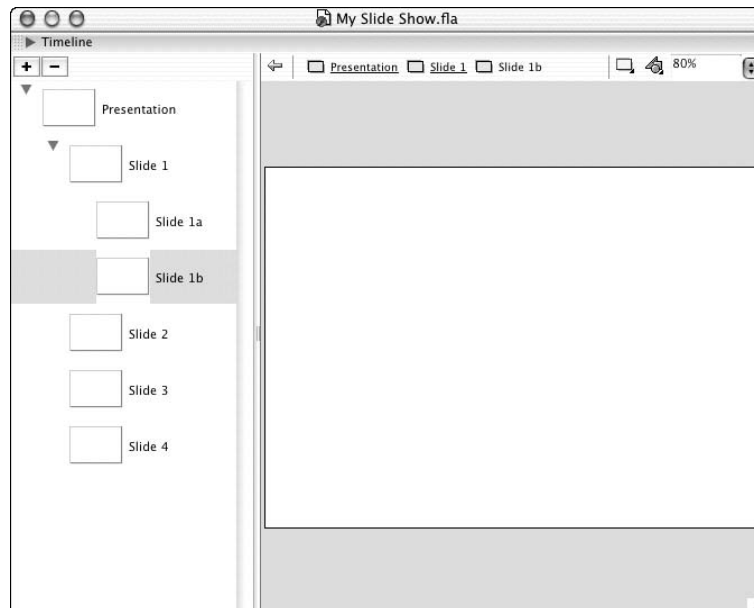 My Slide Show.fla
Timeline
+ −
Presentation Slide 1 Slide 1b 80%
Presentation
Slide 1
Slide 1a
Slide 1b
Slide 2
Slide 3
Slide 4